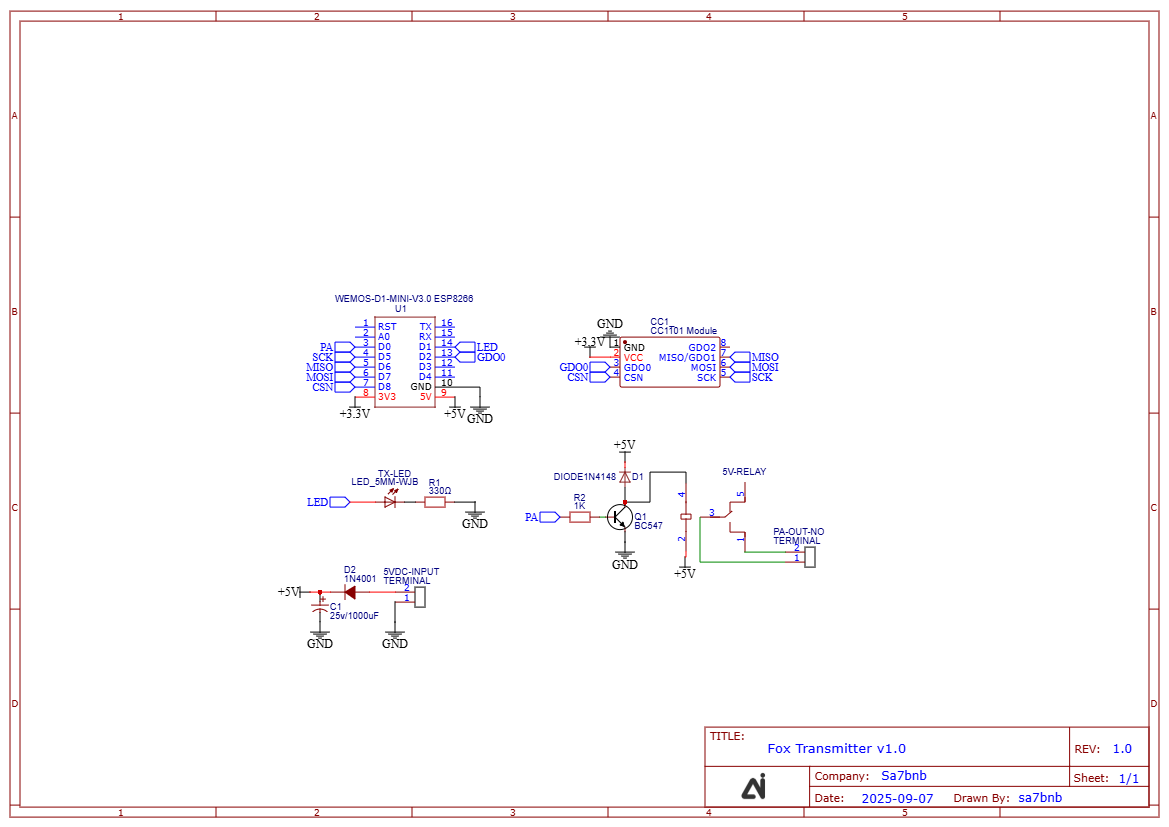 1 2 3 4 5
A A
B B
C C
D D
WEMOS-D1-MINI-V3.0 ESP8266
U1
1 RST TX 16
2 A0 RX 15
PA 3 D0 D1 14 LED
SCK 4 D5 D2 13 GDO0
MISO 5 D6 D3 12
MOSI 6 D7 D4 11
CSN 7 D8 GND 10
8 3V3 5V 9
+3.3V +5V GND
CC1
CC1101 Module
GND
+3.3V 1 GND GDO2 8
2 VCC MISO/GDO1 7 MISO
GDO0 3 GDO0 MOSI 6 MOSI
CSN 4 CSN SCK 5 SCK
TX-LED
LED_5MM-WJB
R1
330Ω
LED
GND
+5V
DIODE1N4148 D1
R2
1K
PA
Q1
BC547
GND
4
2
+5V
5V-RELAY
5
3
1
PA-OUT-NO
TERMINAL
2
1
D2
1N4001
5VDC-INPUT
TERMINAL
2
1
+5V
+
C1
25v/1000uF
GND GND
TITLE:
Fox Transmitter v1.0
REV: 1.0
Company: Sa7bnb
Sheet: 1/1
Date: 2025-09-07 Drawn By: sa7bnb
1 2 3 4 5